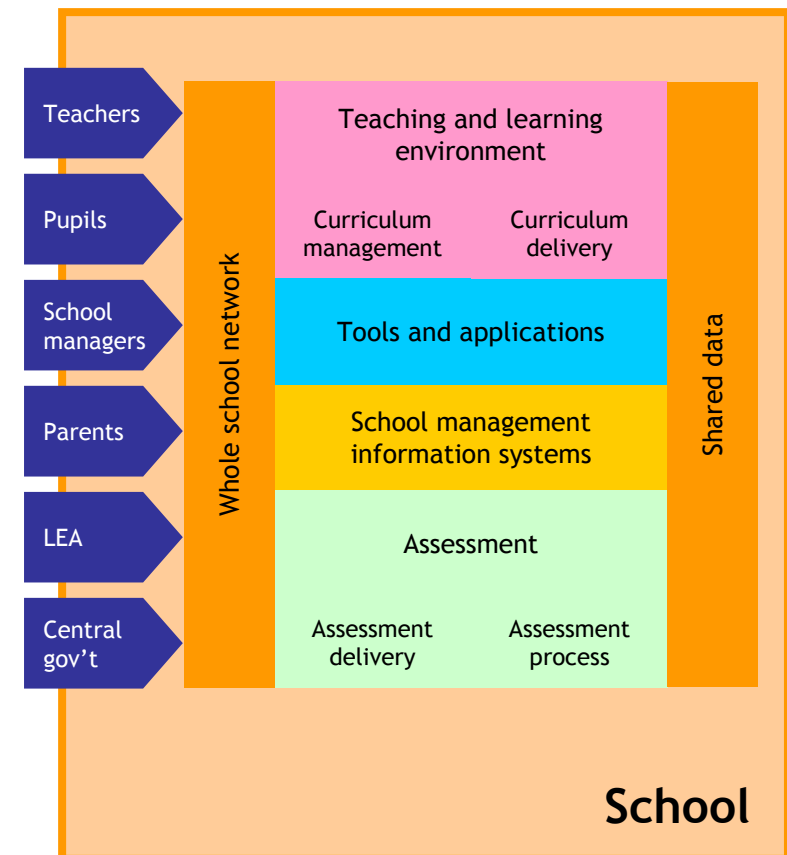 Teachers
Pupils
School
managers
Parents
LEA
Central
gov’t
Whole school network
Teaching and learning
environment
Curriculum
management
Curriculum
delivery
Tools and applications
School management
information systems
Assessment
Assessment
delivery
Assessment
process
Shared data
School